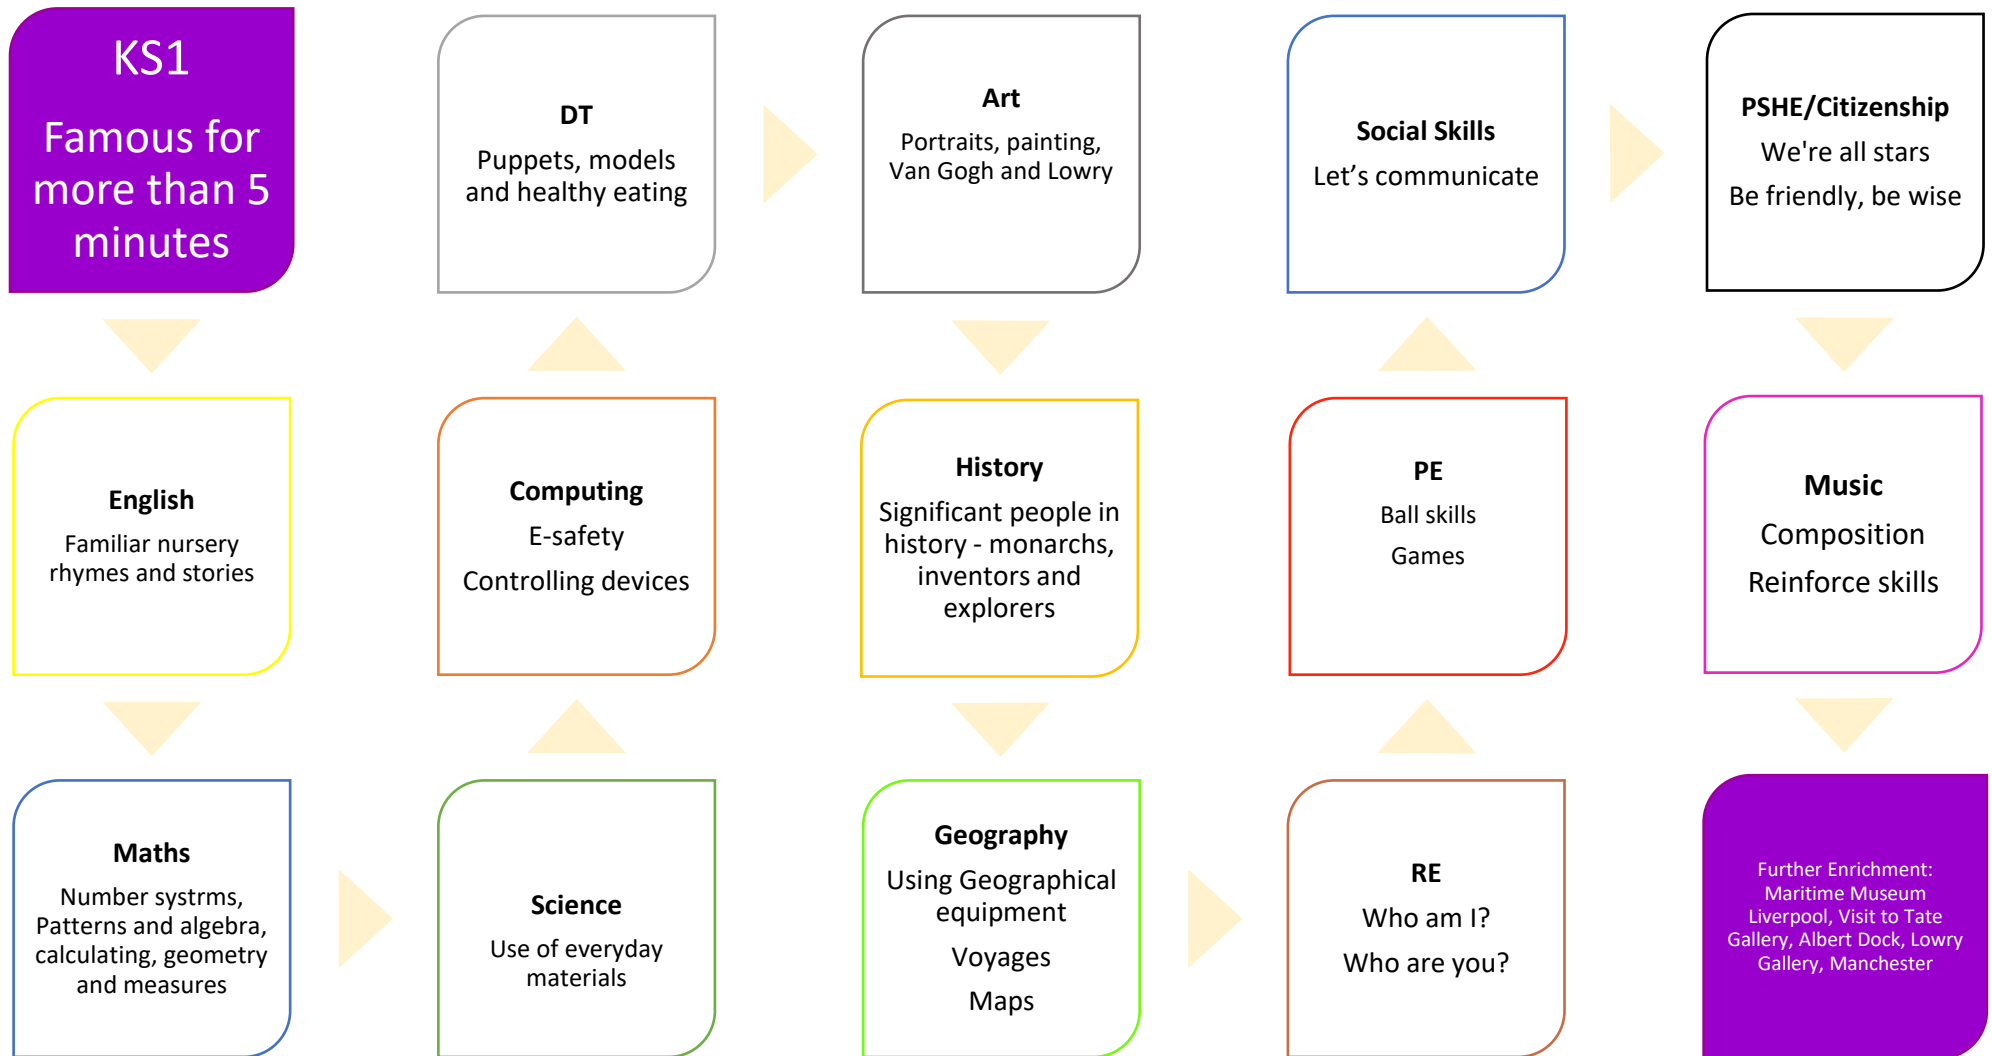 KS1
Famous for
more than 5
minutes
English
Familiar nursery
rhymes and stories
Maths
Number systrms,
Patterns and algebra,
calculating, geometry
and measures
Science
Use of everyday
materials
Computing
E-safety
Controlling devices
DT
Puppets, models
and healthy eating
Art
Portraits, painting,
Van Gogh and Lowry
History
Significant people in
history - monarchs,
inventors and
explorers
Geography
Using Geographical
equipment
Voyages
Maps
RE
Who am I?
Who are you?
PE
Ball skills
Games
Social Skills
Let’s communicate
PSHE/Citizenship
We're all stars
Be friendly, be wise
Music
Composition
Reinforce skills
Further Enrichment:
Maritime Museum
Liverpool, Visit to Tate
Gallery, Albert Dock, Lowry
Gallery, Manchester